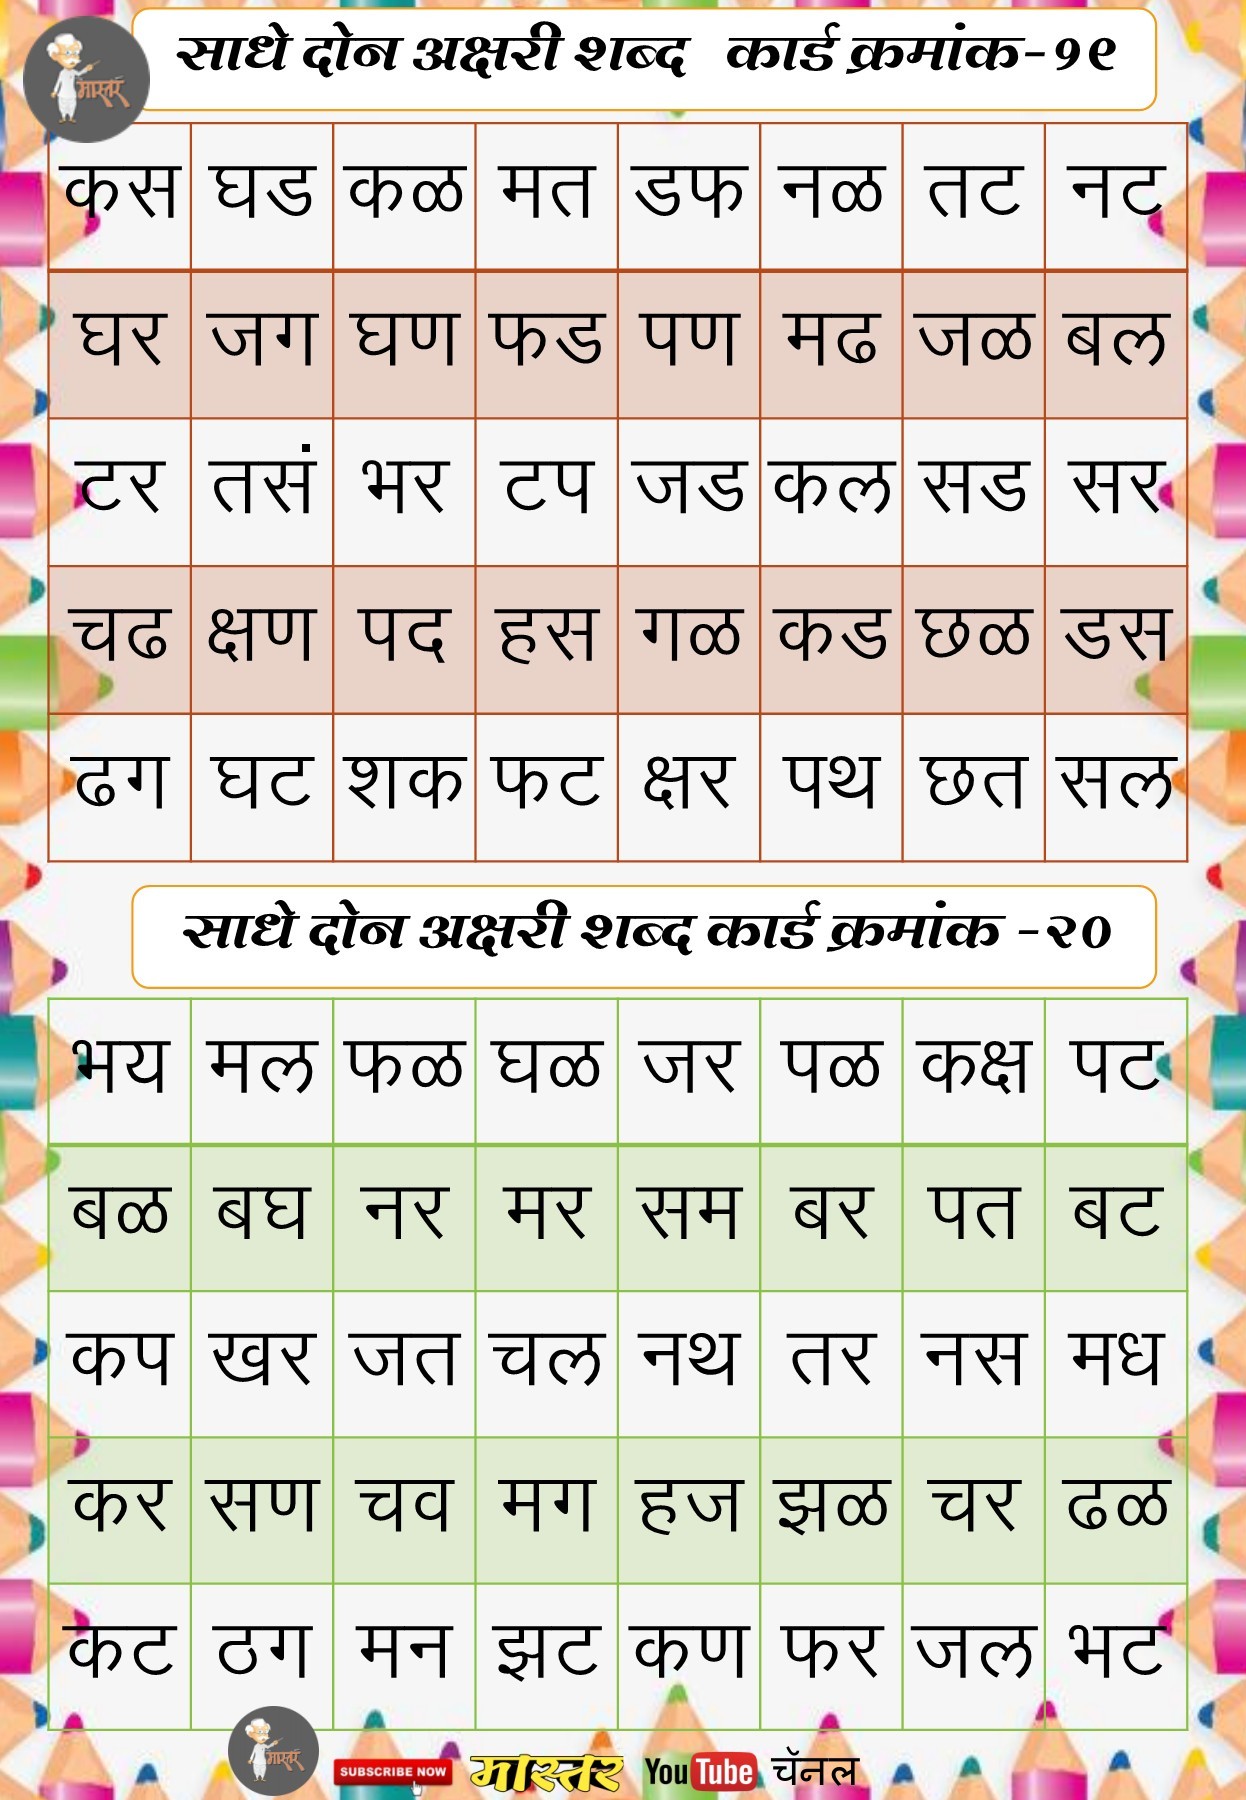 साधे दोन अक्षरी शब्द कार्ड क्रमांक-१९
मास्तर
कस घड कळ मत डफ नळ तट नट
घर जग घण फड पण मढ जळ बल
टर तसं भर टप जड कल सड सर
चढ क्षण पद हस गळ कड छळ डस
ढग घट शक फट क्षर पथ छत सल
साधे दोन अक्षरी शब्द कार्ड क्रमांक -२०
भय मल फळ घळ जर पळ कक्ष पट
बळ बघ नर मर सम बर पत बट
कप खर जत चल नथ तर नस मध
कर सण चव मग हज झळ चर ढळ
कट ठग मन झट कण फर जल भट
मास्तर
SUBSCRIBE NOW मास्तर YouTube चॅनल